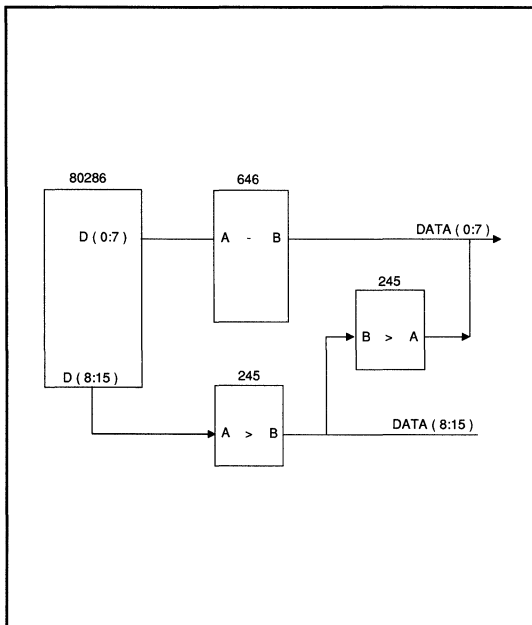 80286
646
D ( 0:7 )
A - B
DATA ( 0:7 )
245
B > A
D ( 8:15 )
245
A > B
DATA ( 8:15 )